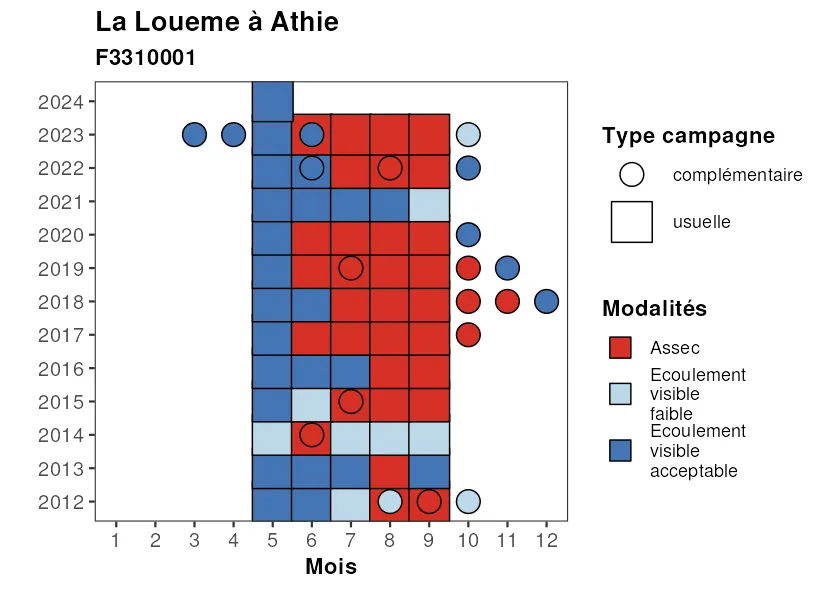 La Loueme à Athie
F3310001
2024
2023
2022
2021
2020
2019
2018
2017
2016
2015
2014
2013
2012
1 2 3 4 5 6 7 8 9 10 11 12
Mois
Type campagne
complémentaire
usuelle
Modalités
Assec
Ecoulement
visible
faible
Ecoulement
visible
acceptable